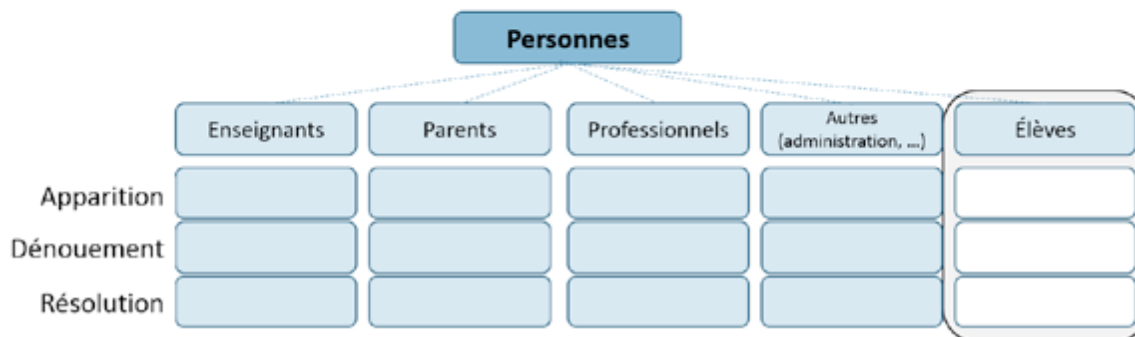 Personnes
Enseignants
Parents
Professionnels
Autres
(administration, ...)
Élèves
Apparition
Dénouement
Résolution